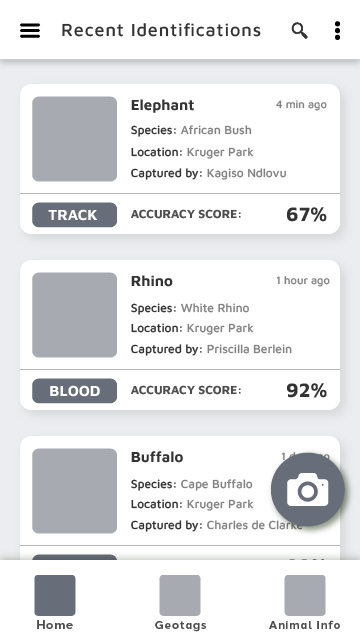 Recent Identifications
Elephant 4 min ago
Species: African Bush
Location: Kruger Park
Captured by: Kagiso Ndlovu
TRACK ACCURACY SCORE: 67%
Rhino 1 hour ago
Species: White Rhino
Location: Kruger Park
Captured by: Priscilla Berlein
BLOOD ACCURACY SCORE: 92%
Buffalo
Species: Cape Buffalo
Location: Kruger Park
Captured by: Charles de Clarke
Home Geotags Animal Info